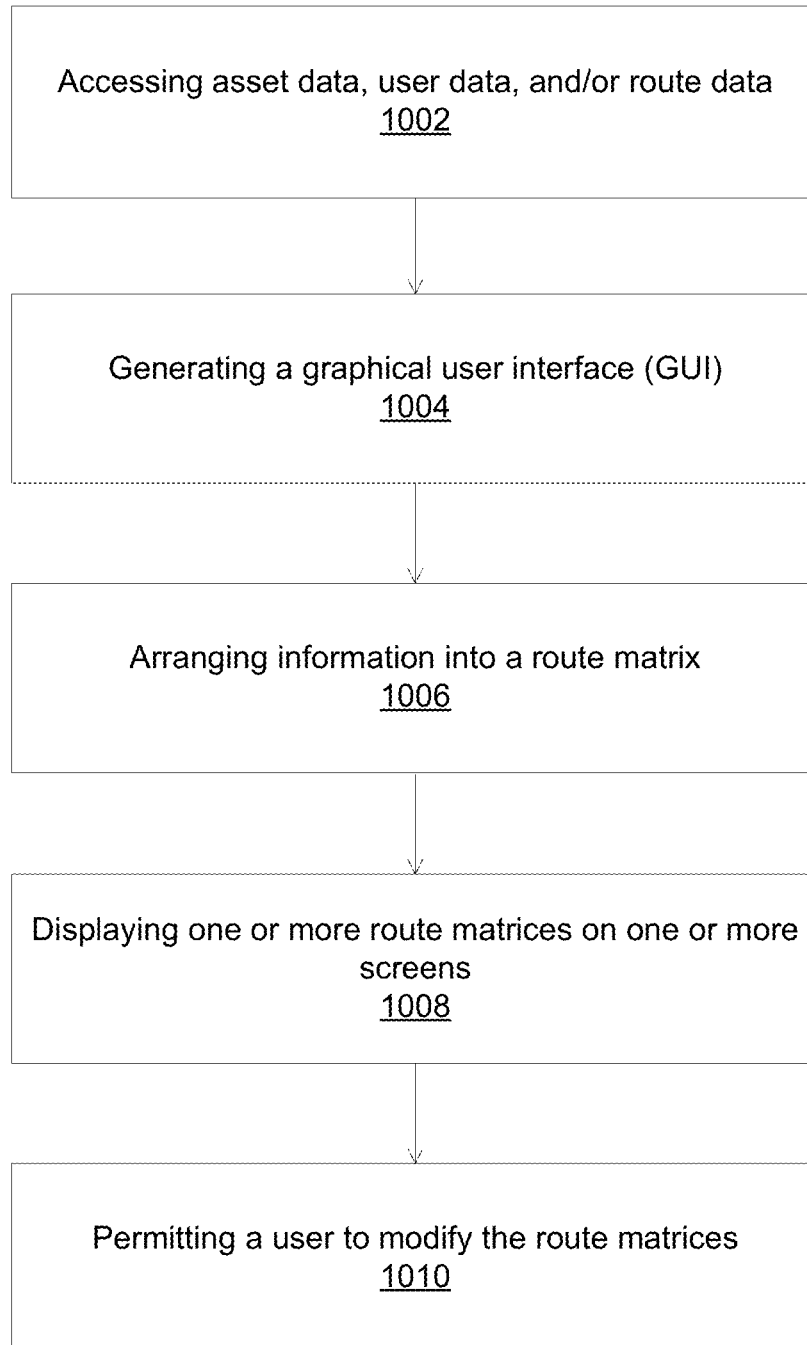 Accessing asset data, user data, and/or route data
1002
Generating a graphical user interface (GUI)
1004
Arranging information into a route matrix
1006
Displaying one or more route matrices on one or more
screens
1008
Permitting a user to modify the route matrices
1010